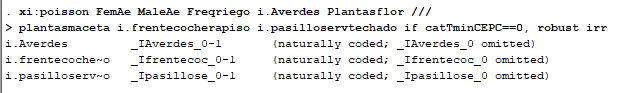 . xi:poisson FemAe MaleAe Freqriego i.Averdes Plantasflor ///
> plantasmaceta i.frentecocherapiso i.pasilloservtechado if catTminCEPC==0, robust irr
i.Averdes _IAverdes_0-1 (naturally coded; _IAverdes_0 omitted)
i.frentecoche~o _Ifrentecoc_0-1 (naturally coded; _Ifrentecoc_0 omitted)
i.pasilloserv~o _Ipasillose_0-1 (naturally coded; _Ipasillose_0 omitted)